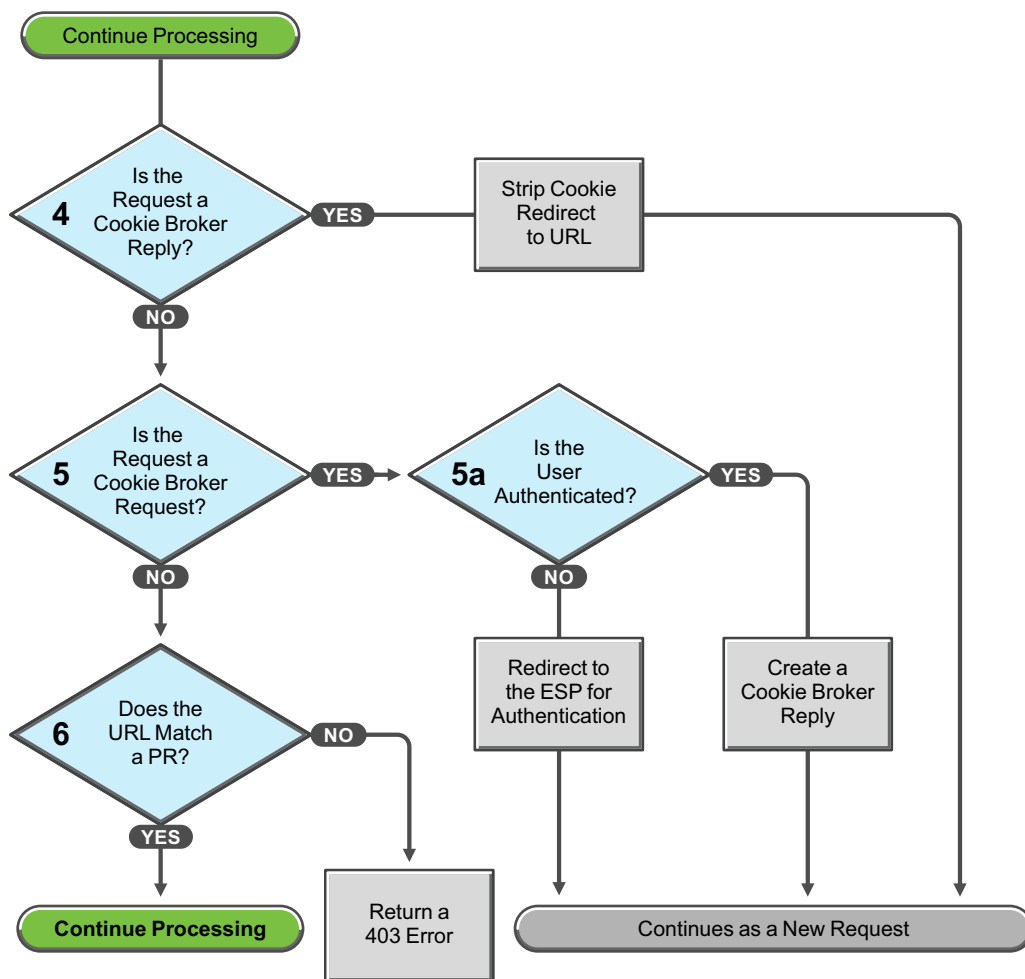 Continue Processing
4
Is the
Request a
Cookie Broker
Reply?
YES
Strip Cookie
Redirect
to URL
NO
5
Is the
Request a
Cookie Broker
Request?
YES
5a
Is the
User
Authenticated?
YES
NO
NO
Redirect to
the ESP for
Authentication
Create a
Cookie Broker
Reply
6
Does the
URL Match
a PR?
NO
YES
Continue Processing
Return a
403 Error
Continues as a New Request